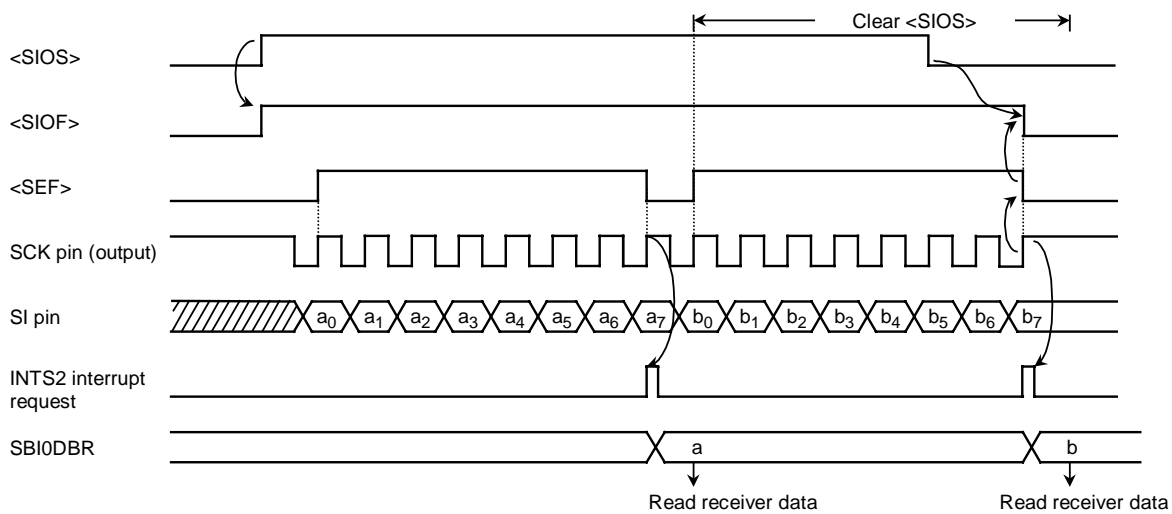 Clear <SIOS>
<SIOS>
<SIOF>
<SEF>
SCK pin (output)
SI pin
a0 a1 a2 a3 a4 a5 a6 a7 b0 b1 b2 b3 b4 b5 b6 b7
INTS2 interrupt
request
SBI0DBR
a b
Read receiver data Read receiver data